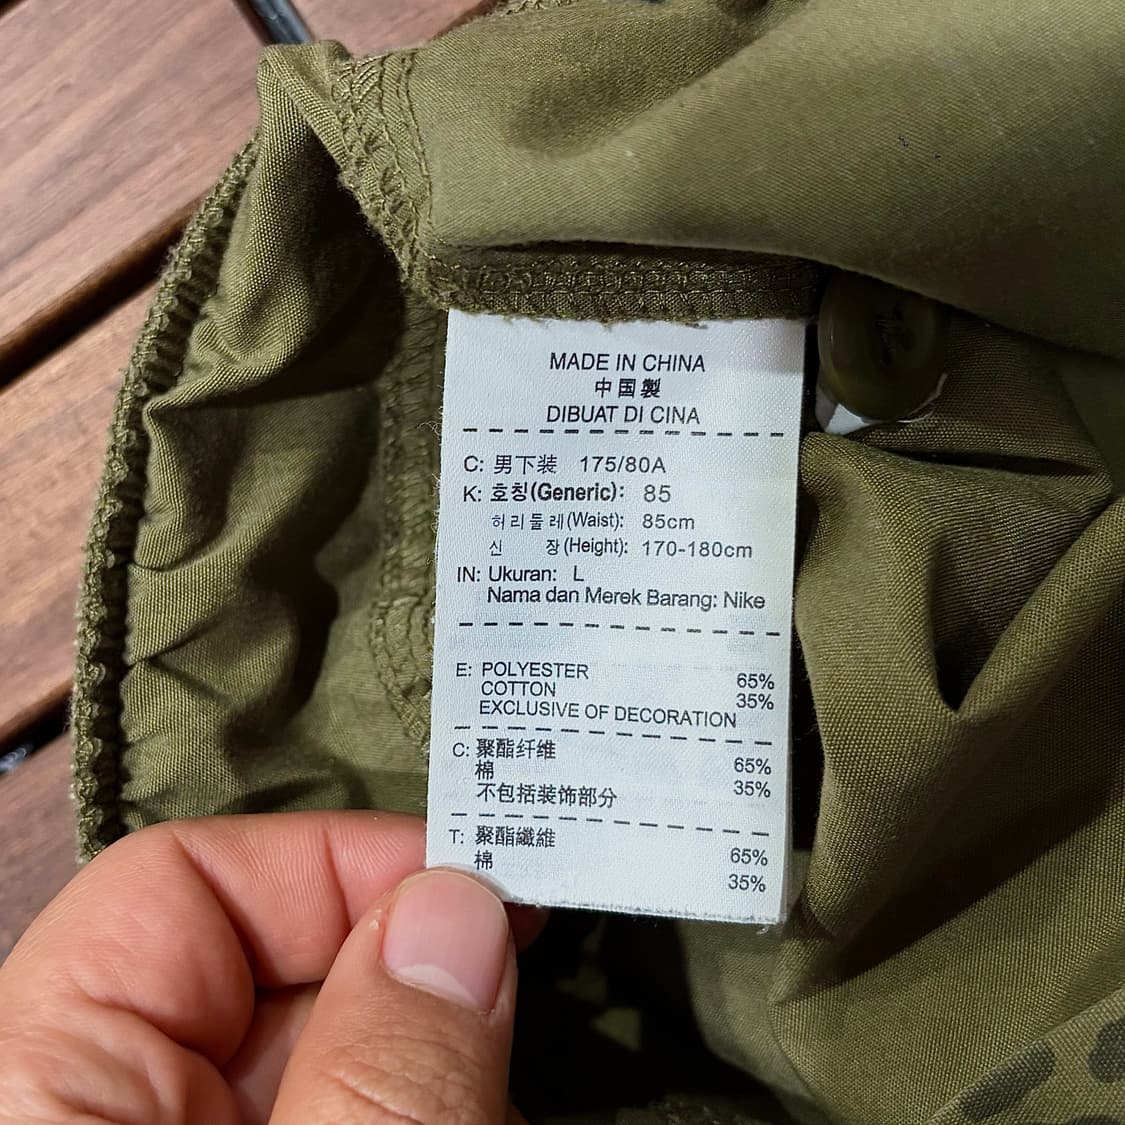 MADE IN CHINA
中国製
DIBUAT DI CINA
C: 男下装 175/80A
K: 호칭(Generic): 85
허리둘레(Waist): 85cm
신 장(Height): 170-180cm
IN: Ukuran: L
Nama dan Merek Barang: Nike
E: POLYESTER 65%
COTTON 35%
EXCLUSIVE OF DECORATION
C: 聚酯纤维 65%
棉 35%
不包括装饰部分
T: 聚酯纖維 65%
棉 35%